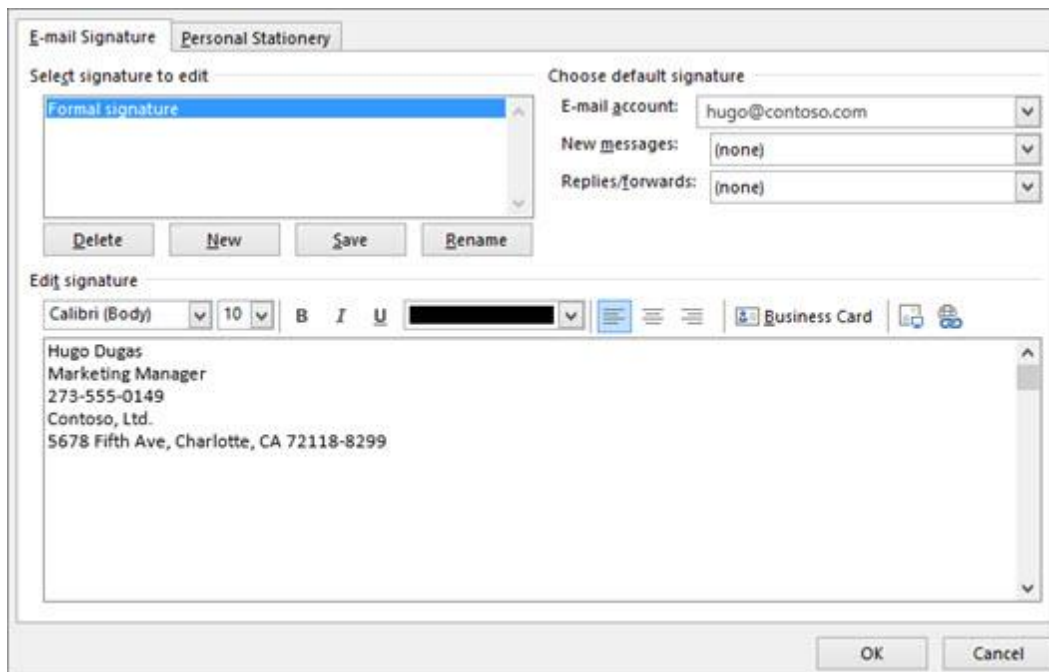 E-mail Signature Personal Stationery
Select signature to edit
Formal signature
Delete New Save Rename
Choose default signature
E-mail account: hugo@contoso.com
New messages: (none)
Replies/forwards: (none)
Edit signature
Calibri (Body) 10 B I U Business Card
Hugo Dugas
Marketing Manager
273-555-0149
Contoso, Ltd.
5678 Fifth Ave, Charlotte, CA 72118-8299
OK Cancel